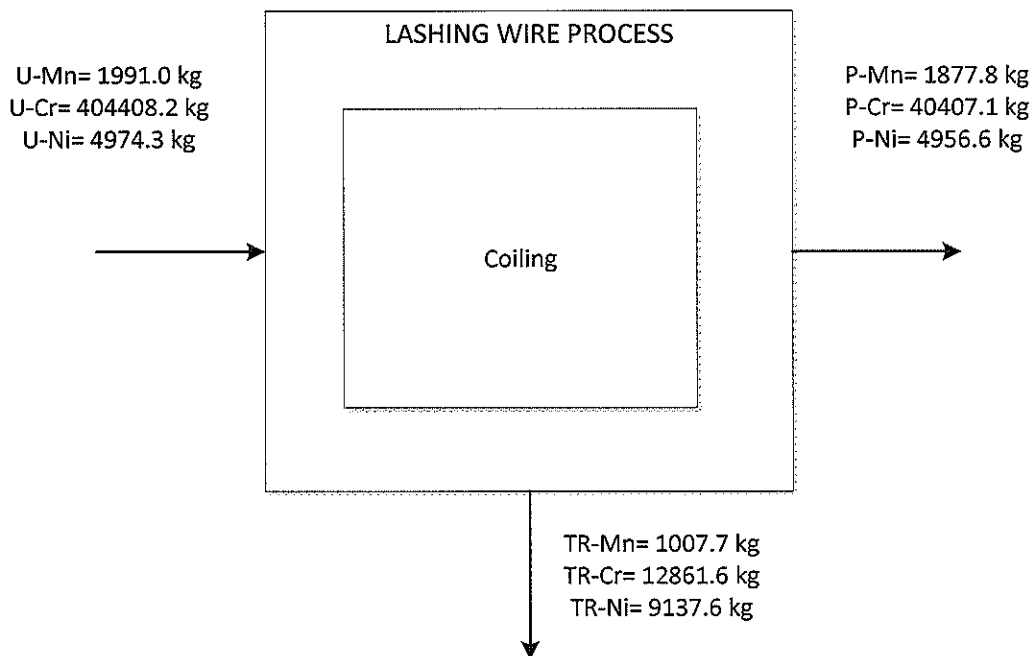 LASHING WIRE PROCESS
U-Mn= 1991.0 kg
U-Cr= 404408.2 kg
U-Ni= 4974.3 kg
P-Mn= 1877.8 kg
P-Cr= 40407.1 kg
P-Ni= 4956.6 kg
Coiling
TR-Mn= 1007.7 kg
TR-Cr= 12861.6 kg
TR-Ni= 9137.6 kg